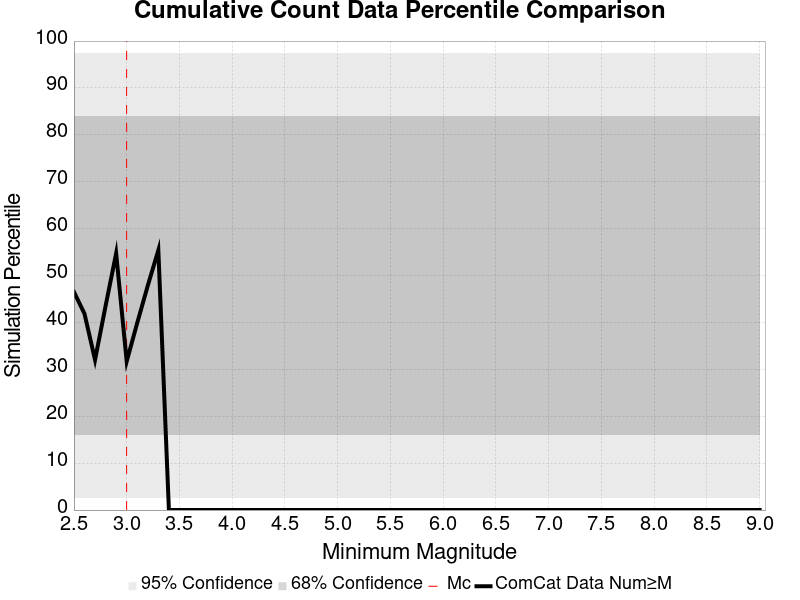 Cumulative Count Data Percentile Comparison
100
90
80
70
60
50
40
30
20
10
0
Simulation Percentile
2.5 3.0 3.5 4.0 4.5 5.0 5.5 6.0 6.5 7.0 7.5 8.0 8.5 9.0
Minimum Magnitude
95% Confidence 68% Confidence Mc ComCat Data Num≥M